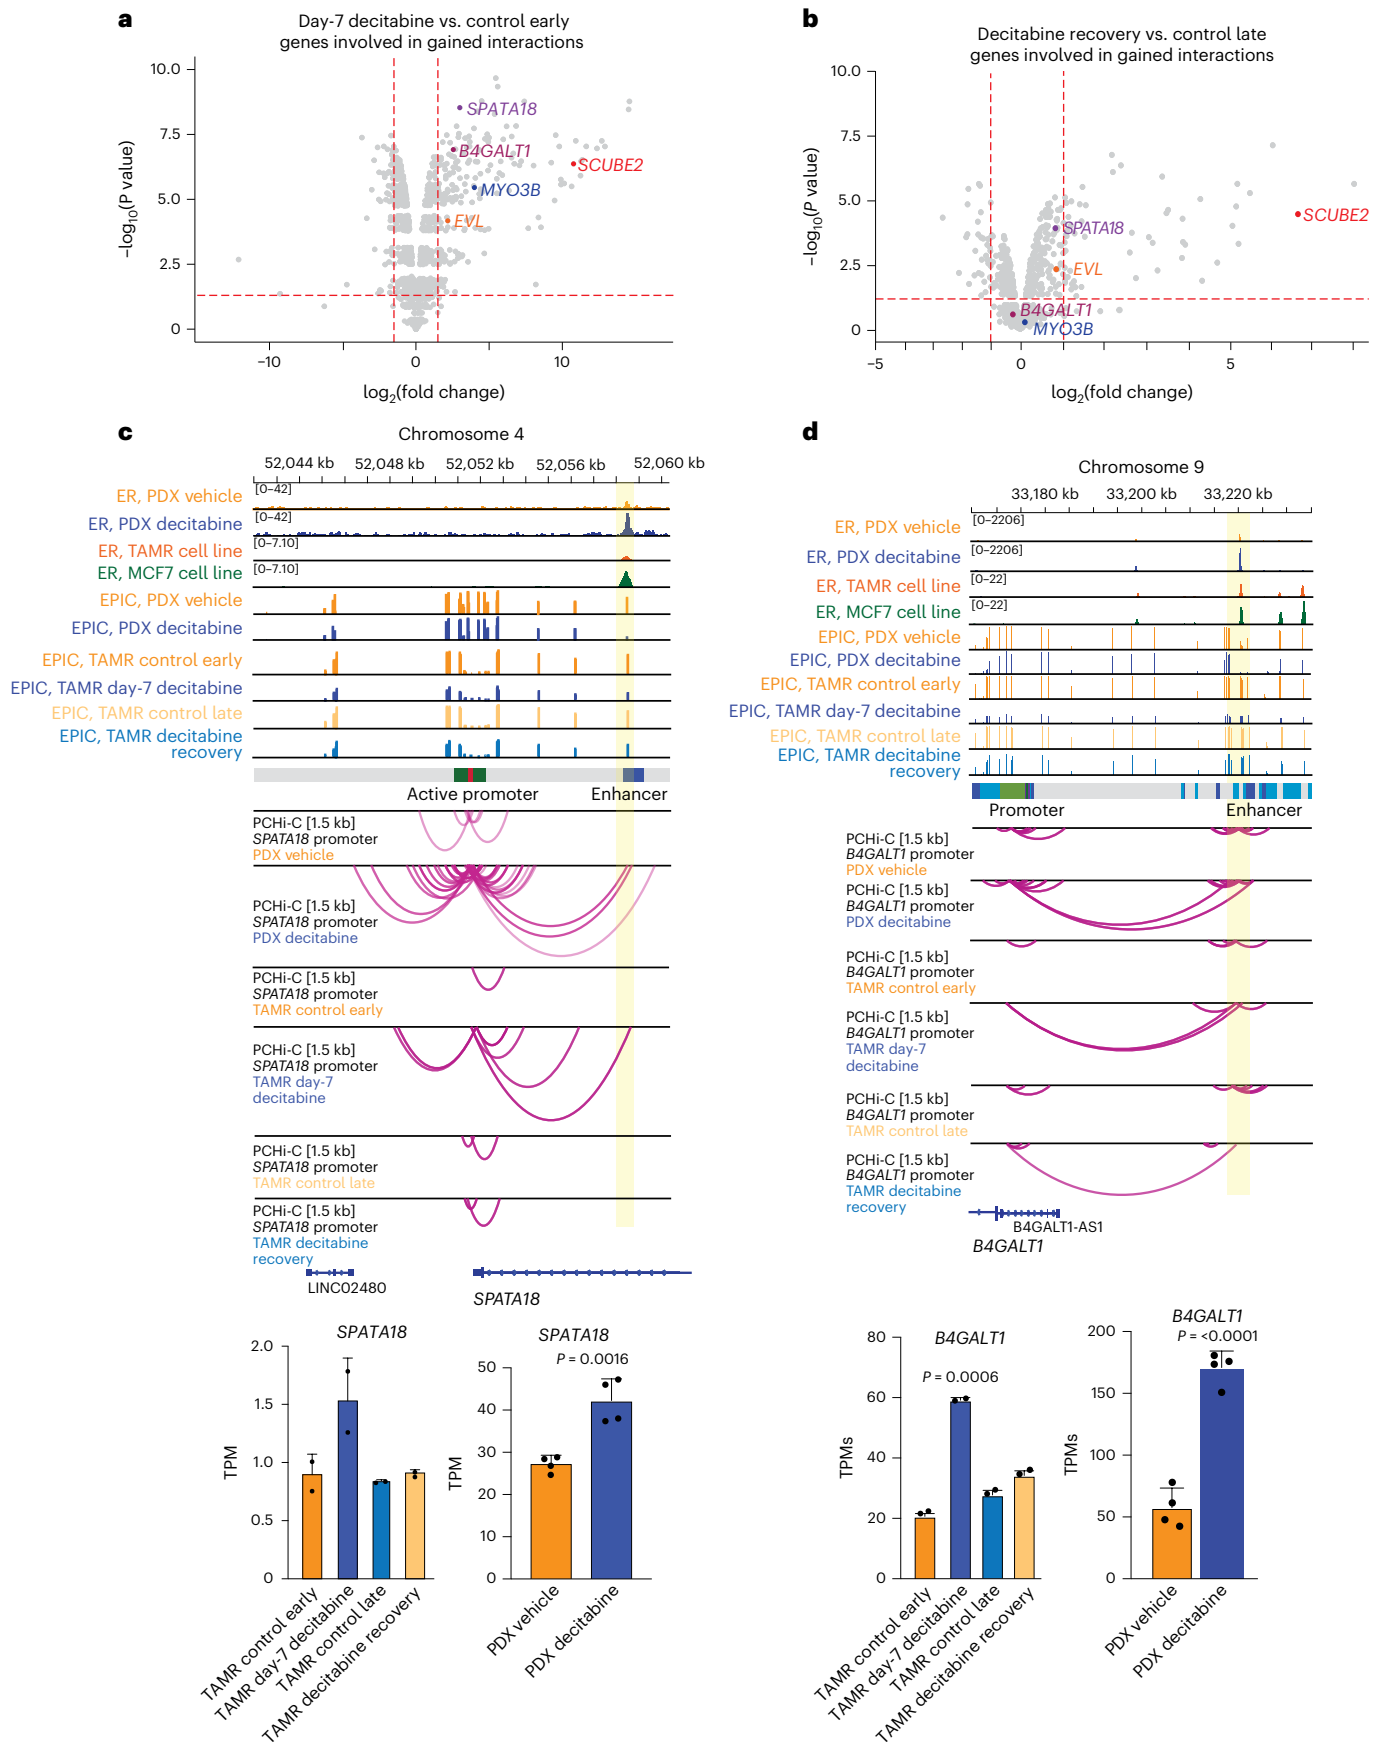 a
Day-7 decitabine vs. control early
genes involved in gained interactions
10.0
7.5
5.0
2.5
0
−log10(P value)
SPATA18
B4GALT1
SCUBE2
MYO3B
EVL
−10
0
10
log2(fold change)
b
Decitabine recovery vs. control late
genes involved in gained interactions
10.0
7.5
5.0
2.5
0
−log10(P value)
SCUBE2
SPATA18
EVL
B4GALT1
MYO3B
−5
0
5
log2(fold change)
c
Chromosome 4
52,044 kb
52,048 kb
52,052 kb
52,056 kb
52,060 kb
ER, PDX vehicle
[0–42]
ER, PDX decitabine
[0–42]
ER, TAMR cell line
[0–7.10]
ER, MCF7 cell line
[0–7.10]
EPIC, PDX vehicle
EPIC, PDX decitabine
EPIC, TAMR control early
EPIC, TAMR day-7 decitabine
EPIC, TAMR control late
EPIC, TAMR decitabine
recovery
Active promoter
Enhancer
PCHi-C [1.5 kb]
SPATA18 promoter
PDX vehicle
PCHi-C [1.5 kb]
SPATA18 promoter
PDX decitabine
PCHi-C [1.5 kb]
SPATA18 promoter
TAMR control early
PCHi-C [1.5 kb]
SPATA18 promoter
TAMR day-7
decitabine
PCHi-C [1.5 kb]
SPATA18 promoter
TAMR control late
PCHi-C [1.5 kb]
SPATA18 promoter
TAMR decitabine
recovery
LINC02480
SPATA18
SPATA18
2.0
1.5
1.0
0.5
0
TPM
TAMR control early
TAMR day-7 decitabine
TAMR control late
TAMR decitabine recovery
SPATA18
P = 0.0016
50
40
30
20
10
0
TPM
PDX vehicle
PDX decitabine
d
Chromosome 9
33,180 kb
33,200 kb
33,220 kb
ER, PDX vehicle
[0–2206]
ER, PDX decitabine
[0–2206]
ER, TAMR cell line
[0–22]
ER, MCF7 cell line
[0–22]
EPIC, PDX vehicle
EPIC, PDX decitabine
EPIC, TAMR control early
EPIC, TAMR day-7 decitabine
EPIC, TAMR control late
EPIC, TAMR decitabine
recovery
Promoter
Enhancer
PCHi-C [1.5 kb]
B4GALT1 promoter
PDX vehicle
PCHi-C [1.5 kb]
B4GALT1 promoter
PDX decitabine
PCHi-C [1.5 kb]
B4GALT1 promoter
TAMR control early
PCHi-C [1.5 kb]
B4GALT1 promoter
TAMR day-7
decitabine
PCHi-C [1.5 kb]
B4GALT1 promoter
TAMR control late
PCHi-C [1.5 kb]
B4GALT1 promoter
TAMR decitabine
recovery
B4GALT1-AS1
B4GALT1
B4GALT1
P = 0.0006
80
60
40
20
0
TPMs
TAMR control early
TAMR day-7 decitabine
TAMR control late
TAMR decitabine recovery
B4GALT1
P = <0.0001
200
150
100
50
0
TPMs
PDX vehicle
PDX decitabine